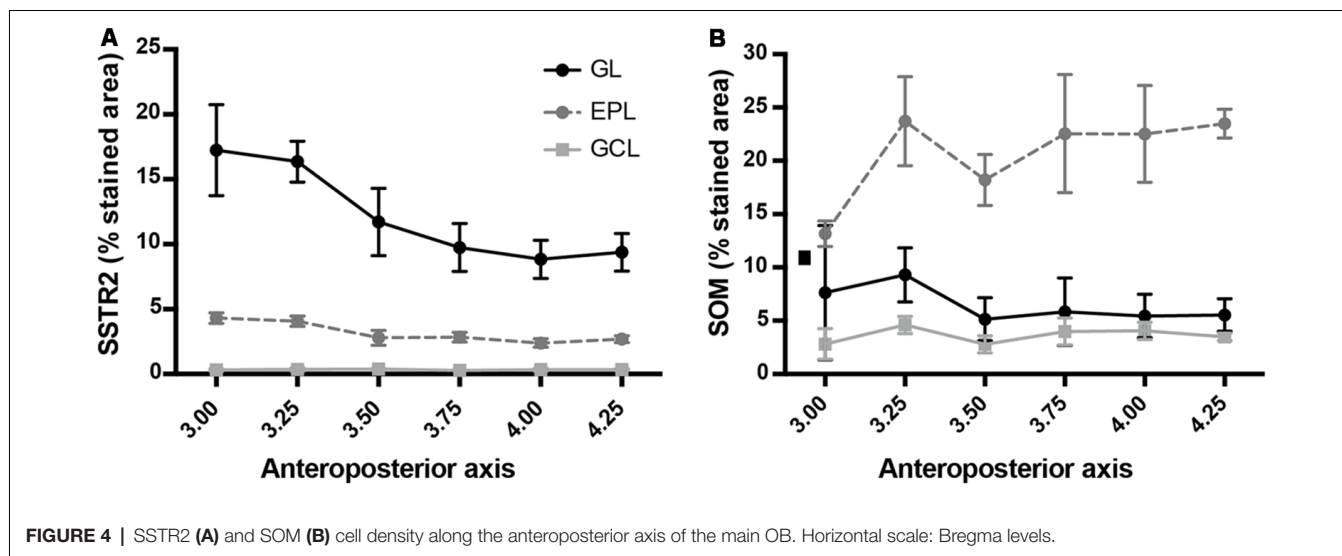 A
SSTR2 (% stained area)
25
20
15
10
5
0
GL
EPL
GCL
3.00 3.25 3.50 3.75 4.00 4.25
Anteroposterior axis
B
SOM (% stained area)
30
25
20
15
10
5
0
3.00 3.25 3.50 3.75 4.00 4.25
Anteroposterior axis
FIGURE 4 | SSTR2 (A) and SOM (B) cell density along the anteroposterior axis of the main OB. Horizontal scale: Bregma levels.